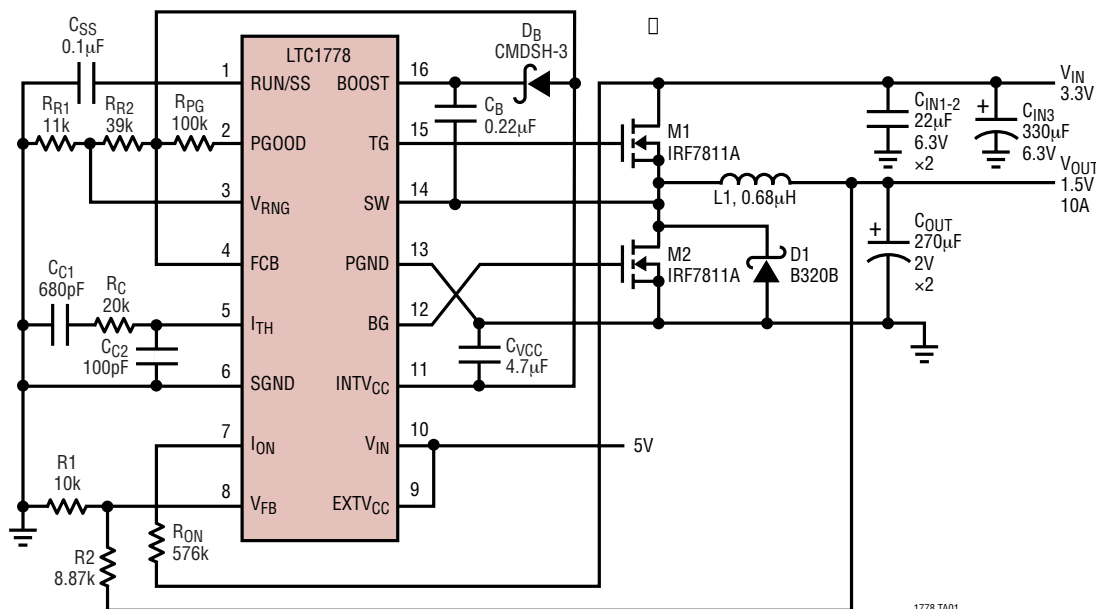 CSS
0.1µF
DB
CMDSH-3
LTC1778
1
RUN/SS
BOOST
16
VIN
3.3V
RR1
11k
RR2
39k
RPG
100k
2
PGOOD
TG
15
CB
0.22µF
M1
IRF7811A
CIN1-2
22µF
6.3V
×2
+
CIN3
330µF
6.3V
3
VRNG
SW
14
L1, 0.68µH
VOUT
1.5V
10A
4
FCB
PGND
13
M2
IRF7811A
D1
B320B
+
COUT
270µF
2V
×2
CC1
680pF
RC
20k
5
ITH
BG
12
CC2
100pF
CVCC
4.7µF
6
SGND
INTVCC
11
7
ION
VIN
10
5V
R1
10k
8
VFB
EXTVCC
9
R2
8.87k
RON
576k
1778 TA01